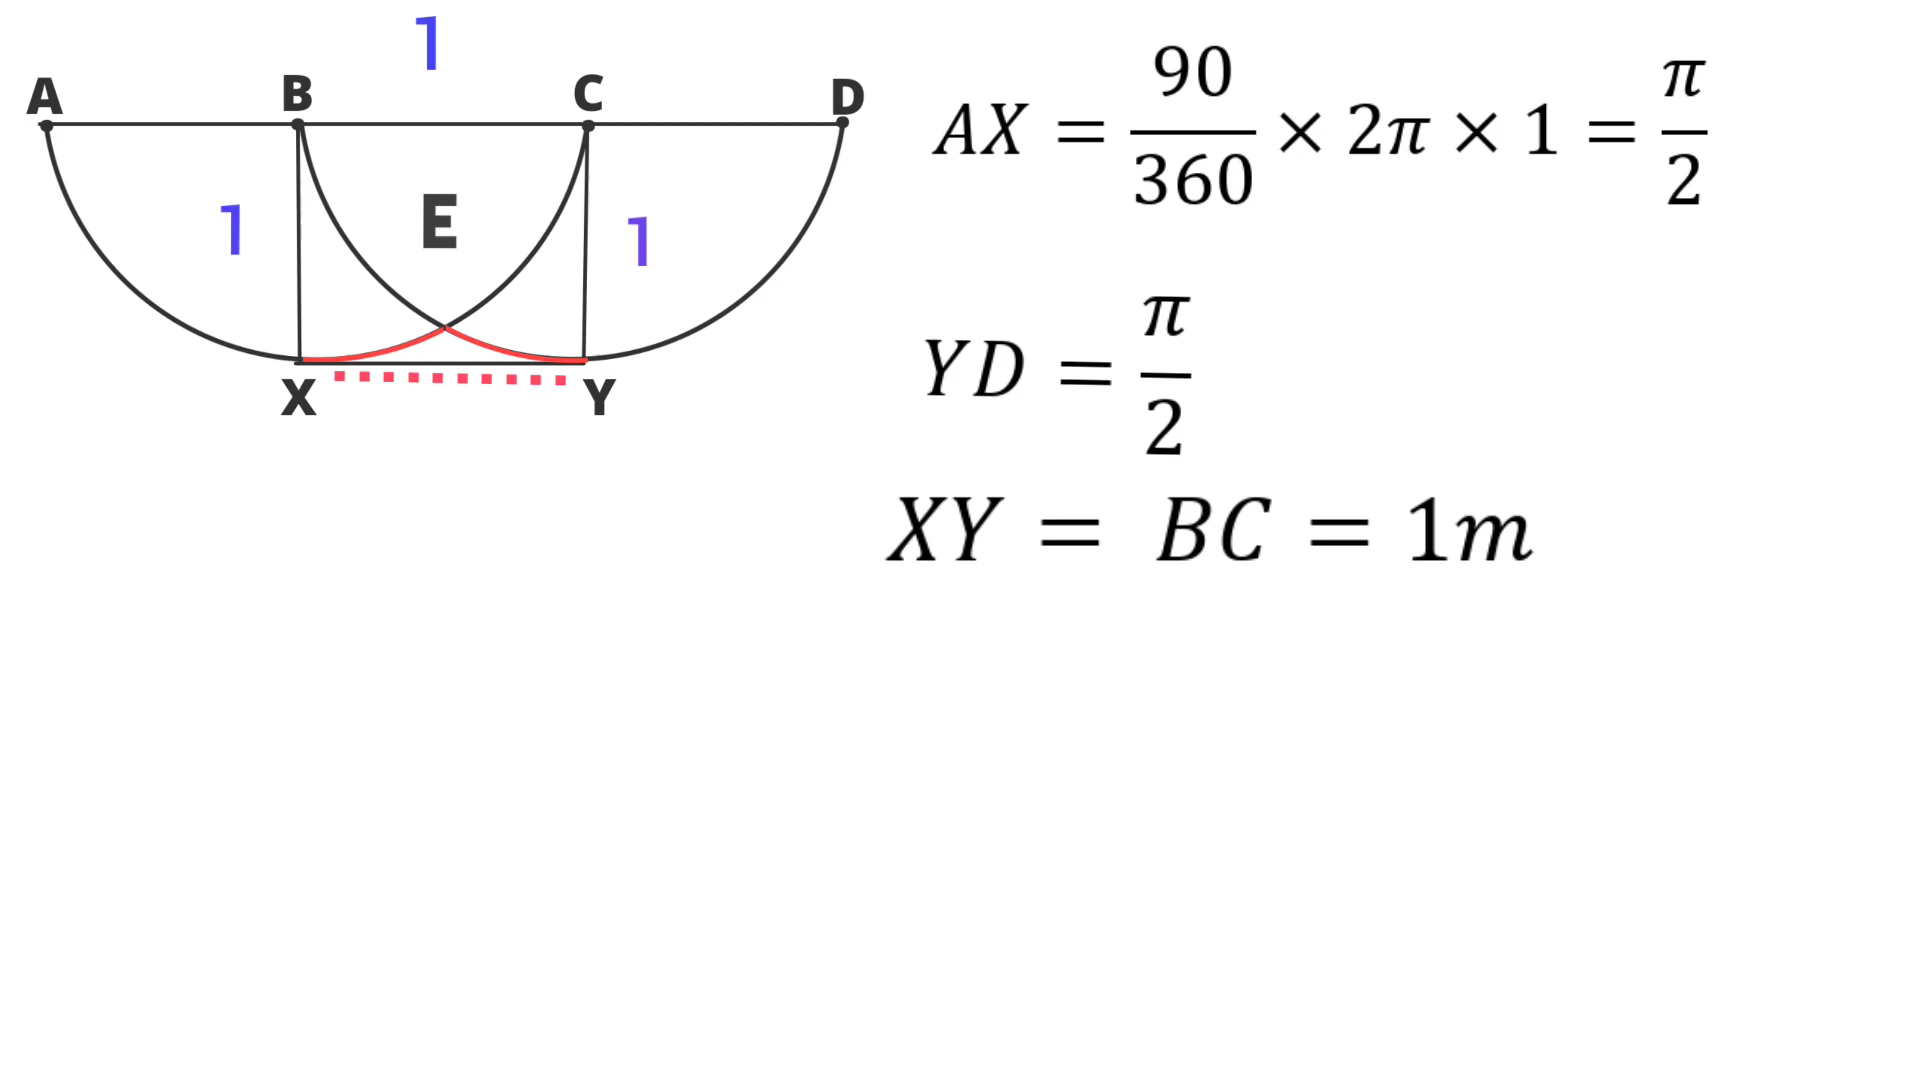 1
A B C D
E
1 1
X Y
AX = 90/360 × 2π × 1 = π/2
YD = π/2
XY = BC = 1m